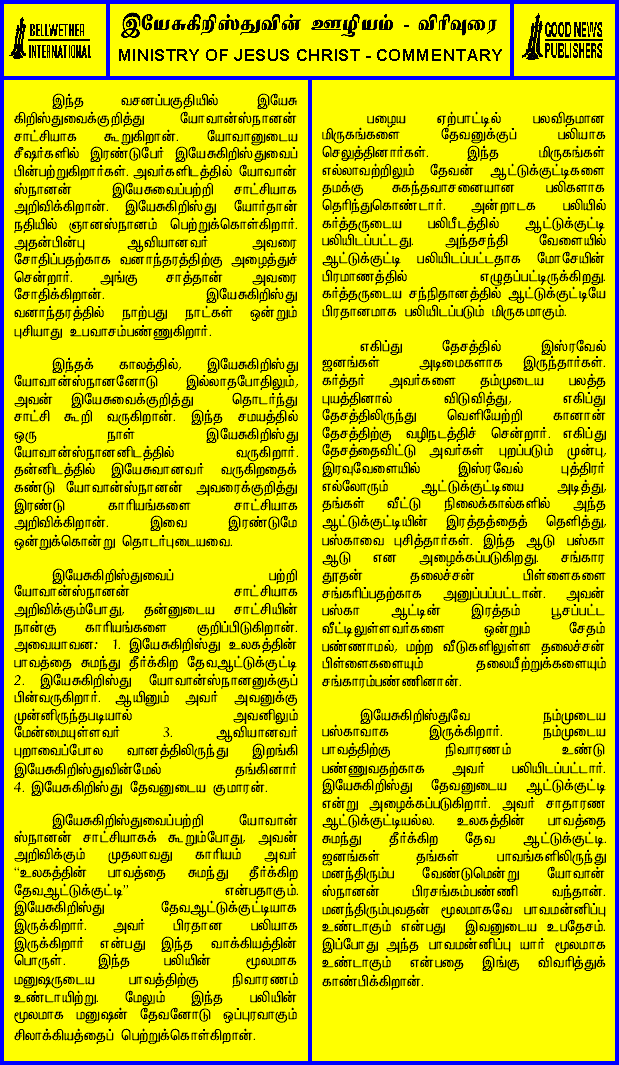 BELLWETHER
INTERNATIONAL
இயேசுகிறிஸ்துவின் ஊழியம் - விரிவுரை
MINISTRY OF JESUS CHRIST - COMMENTARY
GOOD NEWS
PUBLISHERS
இந்த வசனப்பகுதியில் இயேசு
கிறிஸ்துவைக்குறித்து யோவான்ஸ்நானன்
சாட்சியாக கூறுகிறான். யோவானுடைய
சீஷர்களில் இரண்டுபேர் இயேசுகிறிஸ்துவைப்
பின்பற்றுகிறார்கள். அவர்களிடத்தில் யோவான்
ஸ்நானன் இயேசுவைப்பற்றி சாட்சியாக
அறிவிக்கிறான். இயேசுகிறிஸ்து யோர்தான்
நதியில் ஞானஸ்நானம் பெற்றுக்கொள்கிறார்.
அதன்பின்பு ஆவியானவர் அவரை
சோதிப்பதற்காக வனாந்தரத்திற்கு அழைத்துச்
சென்றார். அங்கு சாத்தான் அவரை
சோதிக்கிறான். இயேசுகிறிஸ்து
வனாந்தரத்தில் நாற்பது நாட்கள் ஒன்றும்
புசியாது உபவாசம்பண்ணுகிறார்.
இந்தக் காலத்தில், இயேசுகிறிஸ்து
யோவான்ஸ்நானனோடு இல்லாதபோதிலும்,
அவன் இயேசுவைக்குறித்து தொடர்ந்து
சாட்சி கூறி வருகிறான். இந்த சமயத்தில்
ஒரு நாள் இயேசுகிறிஸ்து
யோவான்ஸ்நானனிடத்தில் வருகிறார்.
தன்னிடத்தில் இயேசுவானவர் வருகிறதைக்
கண்டு யோவான்ஸ்நானன் அவரைக்குறித்து
இரண்டு காரியங்களை சாட்சியாக
அறிவிக்கிறான். இவை இரண்டுமே
ஒன்றுக்கொன்று தொடர்புடையவை.
இயேசுகிறிஸ்துவைப் பற்றி
யோவான்ஸ்நானன் சாட்சியாக
அறிவிக்கும்போது, தன்னுடைய சாட்சியின்
நான்கு காரியங்களை குறிப்பிடுகிறான்.
அவையாவன: 1. இயேசுகிறிஸ்து உலகத்தின்
பாவத்தை சுமந்து தீர்க்கிற தேவஆட்டுக்குட்டி
2. இயேசுகிறிஸ்து யோவான்ஸ்நானனுக்குப்
பின்வருகிறார். ஆயினும் அவர் அவனுக்கு
முன்னிருந்தபடியால் அவனிலும்
மேன்மையுள்ளவர் 3. ஆவியானவர்
புறாவைப்போல வானத்திலிருந்து இறங்கி
இயேசுகிறிஸ்துவின்மேல் தங்கினார்
4. இயேசுகிறிஸ்து தேவனுடைய குமாரன்.
இயேசுகிறிஸ்துவைப்பற்றி யோவான்
ஸ்நானன் சாட்சியாகக் கூறும்போது, அவன்
அறிவிக்கும் முதலாவது காரியம் அவர்
“உலகத்தின் பாவத்தை சுமந்து தீர்க்கிற
தேவஆட்டுக்குட்டி” என்பதாகும்.
இயேசுகிறிஸ்து தேவஆட்டுக்குட்டியாக
இருக்கிறார். அவர் பிரதான பலியாக
இருக்கிறார் என்பது இந்த வாக்கியத்தின்
பொருள். இந்த பலியின் மூலமாக
மனுஷருடைய பாவத்திற்கு நிவாரணம்
உண்டாயிற்று. மேலும் இந்த பலியின்
மூலமாக மனுஷன் தேவனோடு ஒப்புரவாகும்
சிலாக்கியத்தைப் பெற்றுக்கொள்கிறான்.
பழைய ஏற்பாட்டில் பலவிதமான
மிருகங்களை தேவனுக்குப் பலியாக
செலுத்தினார்கள். இந்த மிருகங்கள்
எல்லாவற்றிலும் தேவன் ஆட்டுக்குட்டிகளை
தமக்கு சுகந்தவாசனையான பலிகளாக
தெரிந்துகொண்டார். அன்றாடக பலியில்
கர்த்தருடைய பலிபீடத்தில் ஆட்டுக்குட்டி
பலியிடப்பட்டது. அந்தசந்தி வேளையில்
ஆட்டுக்குட்டி பலியிடப்பட்டதாக மோசேயின்
பிரமாணத்தில் எழுதப்பட்டிருக்கிறது.
கர்த்தருடைய சந்நிதானத்தில் ஆட்டுக்குட்டியே
பிரதானமாக பலியிடப்படும் மிருகமாகும்.
எகிப்து தேசத்தில் இஸ்ரவேல்
ஜனங்கள் அடிமைகளாக இருந்தார்கள்.
கர்த்தர் அவர்களை தம்முடைய பலத்த
புயத்தினால் விடுவித்து, எகிப்து
தேசத்திலிருந்து வெளியேற்றி கானான்
தேசத்திற்கு வழிநடத்திச் சென்றார். எகிப்து
தேசத்தைவிட்டு அவர்கள் புறப்படும் முன்பு,
இரவுவேளையில் இஸ்ரவேல் புத்திரர்
எல்லோரும் ஆட்டுக்குட்டியை அடித்து,
தங்கள் வீட்டு நிலைக்கால்களில் அந்த
ஆட்டுக்குட்டியின் இரத்தத்தைத் தெளித்து,
பஸ்காவை புசித்தார்கள். இந்த ஆடு பஸ்கா
ஆடு என அழைக்கப்படுகிறது. சங்கார
தூதன் தலைச்சன் பிள்ளைகளை
சங்கரிப்பதற்காக அனுப்பப்பட்டான். அவன்
பஸ்கா ஆட்டின் இரத்தம் பூசப்பட்ட
வீட்டிலுள்ளவர்களை ஒன்றும் சேதம்
பண்ணாமல், மற்ற வீடுகளிலுள்ள தலைச்சன்
பிள்ளைகளையும் தலையீற்றுக்களையும்
சங்காரம்பண்ணினான்.
இயேசுகிறிஸ்துவே நம்முடைய
பஸ்காவாக இருக்கிறார். நம்முடைய
பாவத்திற்கு நிவாரணம் உண்டு
பண்ணுவதற்காக அவர் பலியிடப்பட்டார்.
இயேசுகிறிஸ்து தேவனுடைய ஆட்டுக்குட்டி
என்று அழைக்கப்படுகிறார். அவர் சாதாரண
ஆட்டுக்குட்டியல்ல. உலகத்தின் பாவத்தை
சுமந்து தீர்க்கிற தேவ ஆட்டுக்குட்டி.
ஜனங்கள் தங்கள் பாவங்களிலிருந்து
மனந்திரும்ப வேண்டுமென்று யோவான்
ஸ்நானன் பிரசங்கம்பண்ணி வந்தான்.
மனந்திரும்புவதன் மூலமாகவே பாவமன்னிப்பு
உண்டாகும் என்பது இவனுடைய உபதேசம்.
இப்போது அந்த பாவமன்னிப்பு யார் மூலமாக
உண்டாகும் என்பதை இங்கு விவரித்துக்
காண்பிக்கிறான்.